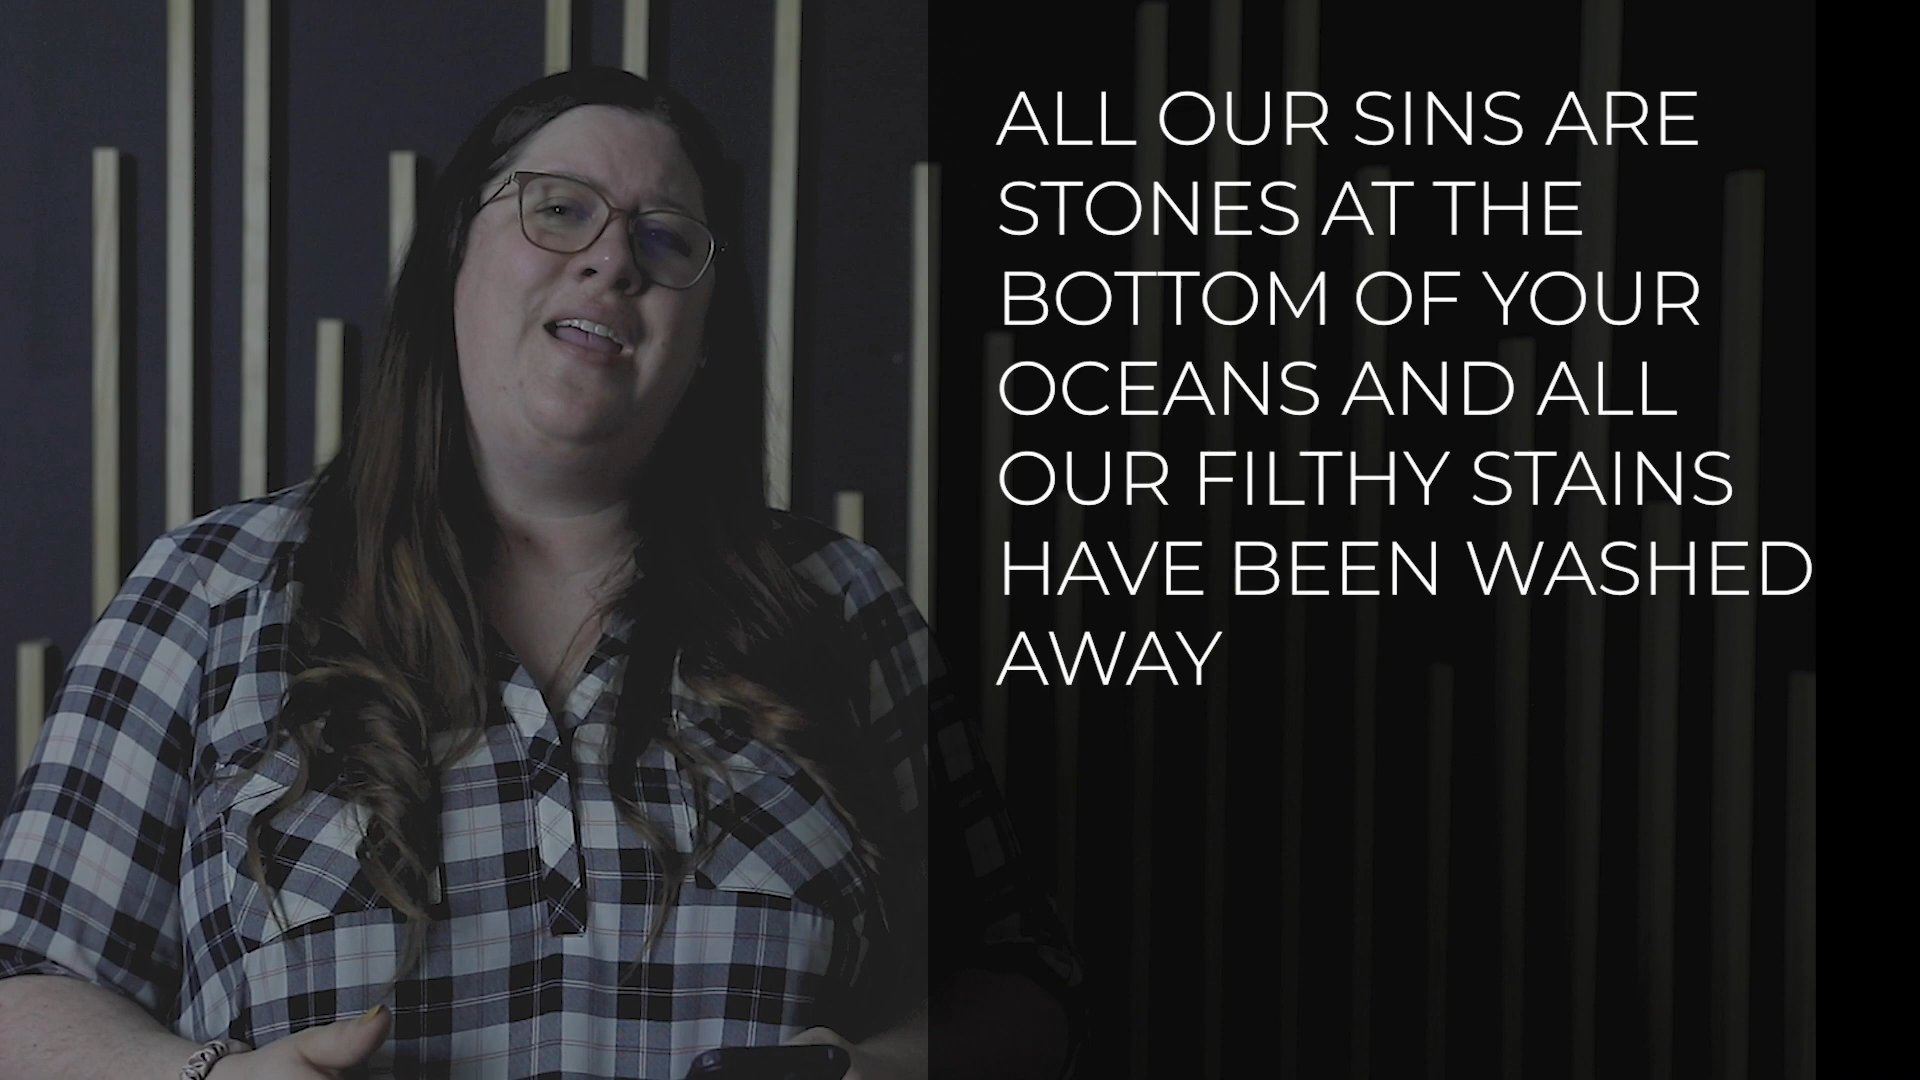 ALL OUR SINS ARE
STONES AT THE
BOTTOM OF YOUR
OCEANS AND ALL
OUR FILTHY STAINS
HAVE BEEN WASHED
AWAY